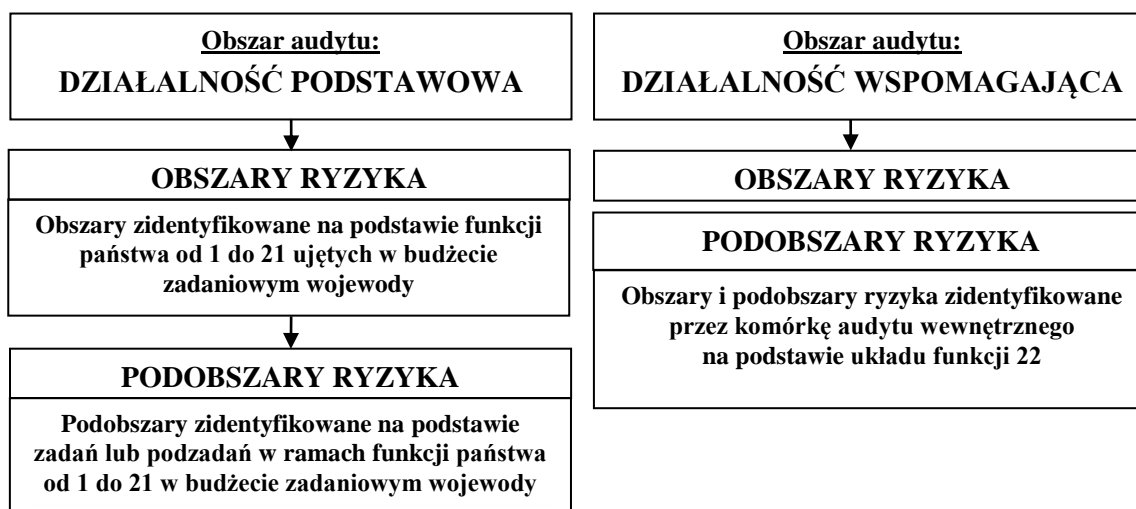 Obszar audytu:
DZIAŁALNOŚĆ PODSTAWOWA
OBSZARY RYZYKA
Obszary zidentyfikowane na podstawie funkcji
państwa od 1 do 21 ujętych w budżecie
zadaniowym wojewody
PODOBSZARY RYZYKA
Podobszary zidentyfikowane na podstawie
zadań lub podzadań w ramach funkcji państwa
od 1 do 21 w budżecie zadaniowym wojewody
Obszar audytu:
DZIAŁALNOŚĆ WSPOMAGAJĄCA
OBSZARY RYZYKA
PODOBSZARY RYZYKA
Obszary i podobszary ryzyka zidentyfikowane
przez komórkę audytu wewnętrznego
na podstawie układu funkcji 22